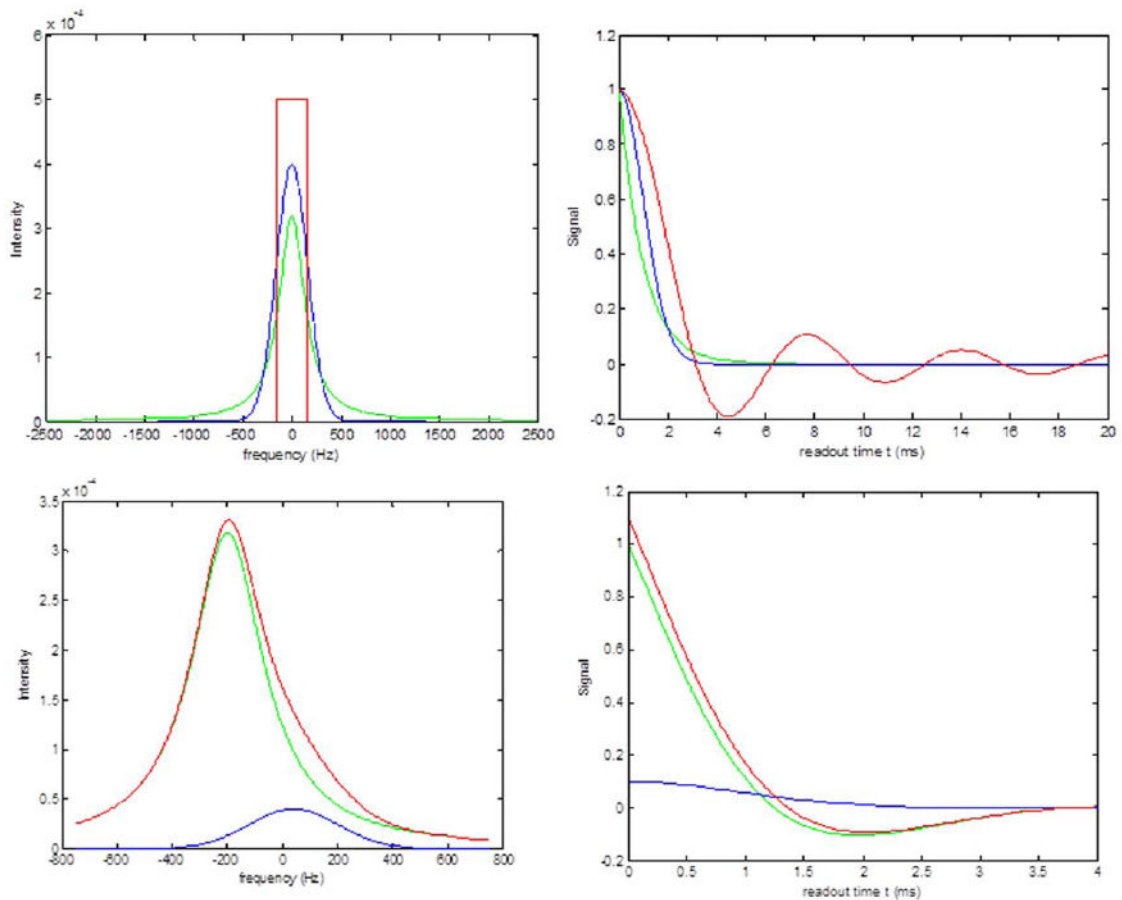 x 10⁻⁴
6
5
4
3
2
1
0
Intensity
-2500 -2000 -1500 -1000 -500 0 500 1000 1500 2000 2500
frequency (Hz)
1.2
1
0.8
0.6
0.4
0.2
0
-0.2
Signal
0 2 4 6 8 10 12 14 16 18 20
readout time t (ms)
x 10⁻⁴
3.5
3
2.5
2
1.5
1
0.5
0
Intensity
-800 -600 -400 -200 0 200 400 600 800
frequency (Hz)
1.2
1
0.8
0.6
0.4
0.2
0
-0.2
Signal
0 0.5 1 1.5 2 2.5 3 3.5 4
readout time t (ms)